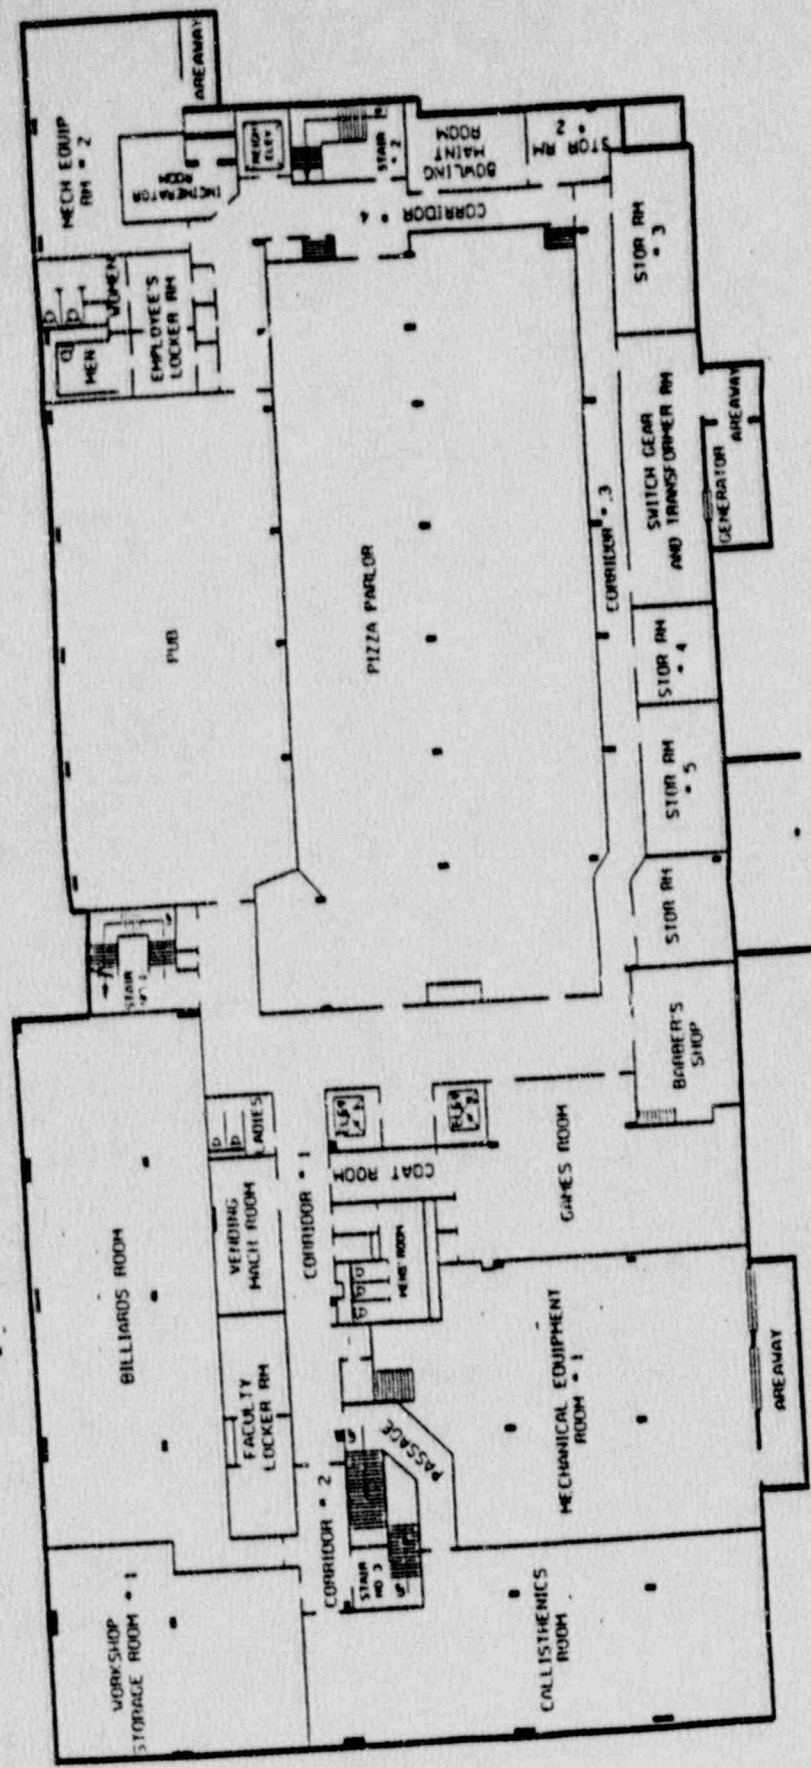 AREAWAY
MECH EQUIP
RM • 2
INCINERATOR
ROOM
FREIGHT
ELEV
STAIR
• 2
BOWLING
MAINT
ROOM
STOR RM
• 2
CORRIDOR • 4
WOMEN
MEN
EMPLOYEE'S
LOCKER RM
STOR RM
• 3
PUB
PIZZA PARLOR
CORRIDOR • 3
SWITCH GEAR
AND TRANSFORMER RM
GENERATOR
AREAWAY
STOR RM
• 4
STOR RM
• 5
STOR RM
STAIR
BARBER'S
SHOP
LADIES
ELEV
ELEV
COAT ROOM
GAMES ROOM
CORRIDOR • 1
VENDING
MACH ROOM
MENS' ROOM
BILLIARDS ROOM
FACULTY
LOCKER RM
PASSAGE
MECHANICAL EQUIPMENT
ROOM • 1
AREAWAY
CORRIDOR • 2
STAIR
NO 3
UP
WORKSHOP
STORAGE ROOM • 1
CALLISTHENICS
ROOM